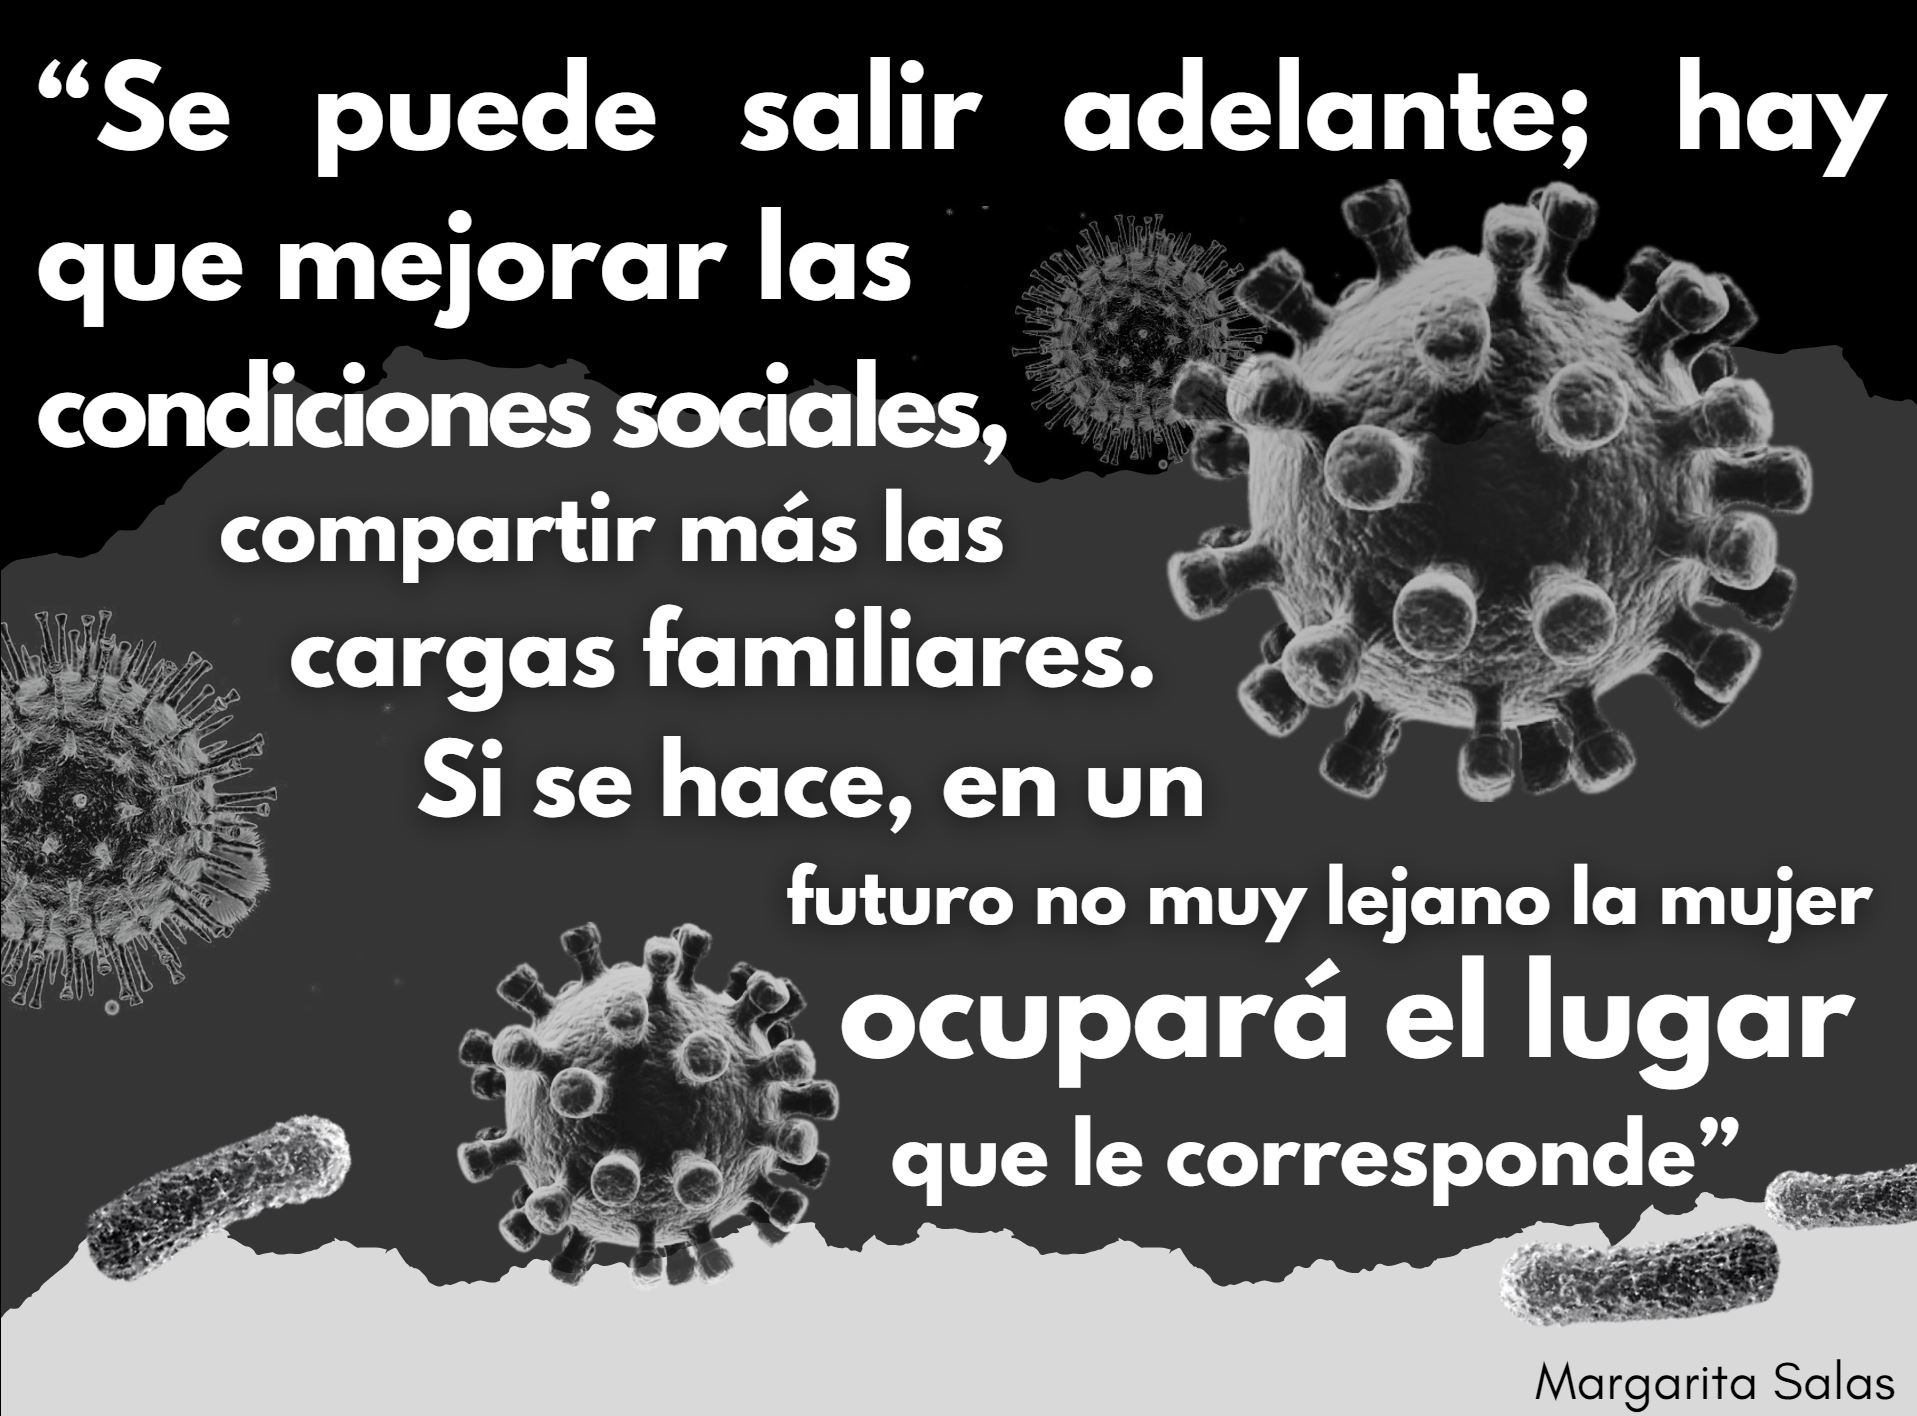 “Se puede salir adelante; hay
que mejorar las
condiciones sociales,
compartir más las
cargas familiares.
Si se hace, en un
futuro no muy lejano la mujer
ocupará el lugar
que le corresponde”
Margarita Salas